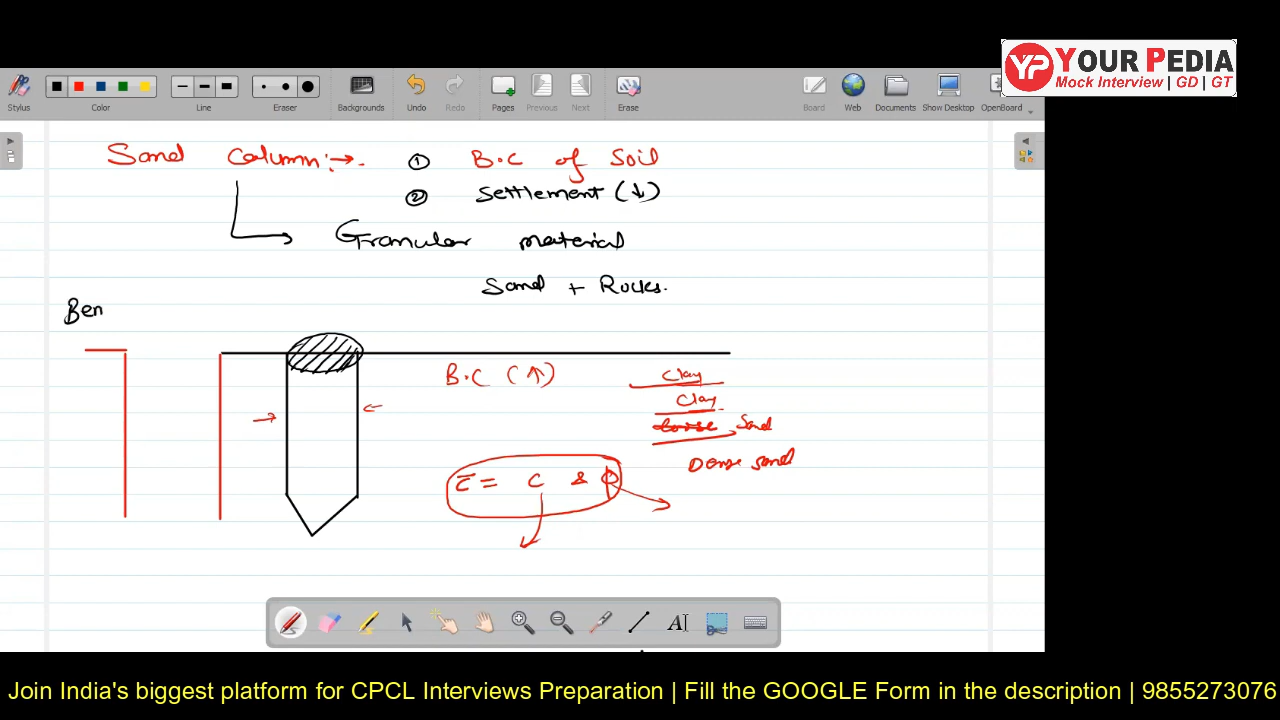 YP YOUR PEDIA
Mock Interview | GD | GT
Stylus Color Line Eraser Backgrounds Undo Redo Pages Previous Next Erase Board Web Documents Show Desktop OpenBoard
Sand Column:→. ① B.C of Soil
② Settlement (↓)
Granular material
Sand + Rocks.
Ben
B.C (↑)
Clay
Clay
loose Sand
Dense sand
τ = C & φ
A
Join India's biggest platform for CPCL Interviews Preparation | Fill the GOOGLE Form in the description | 9855273076